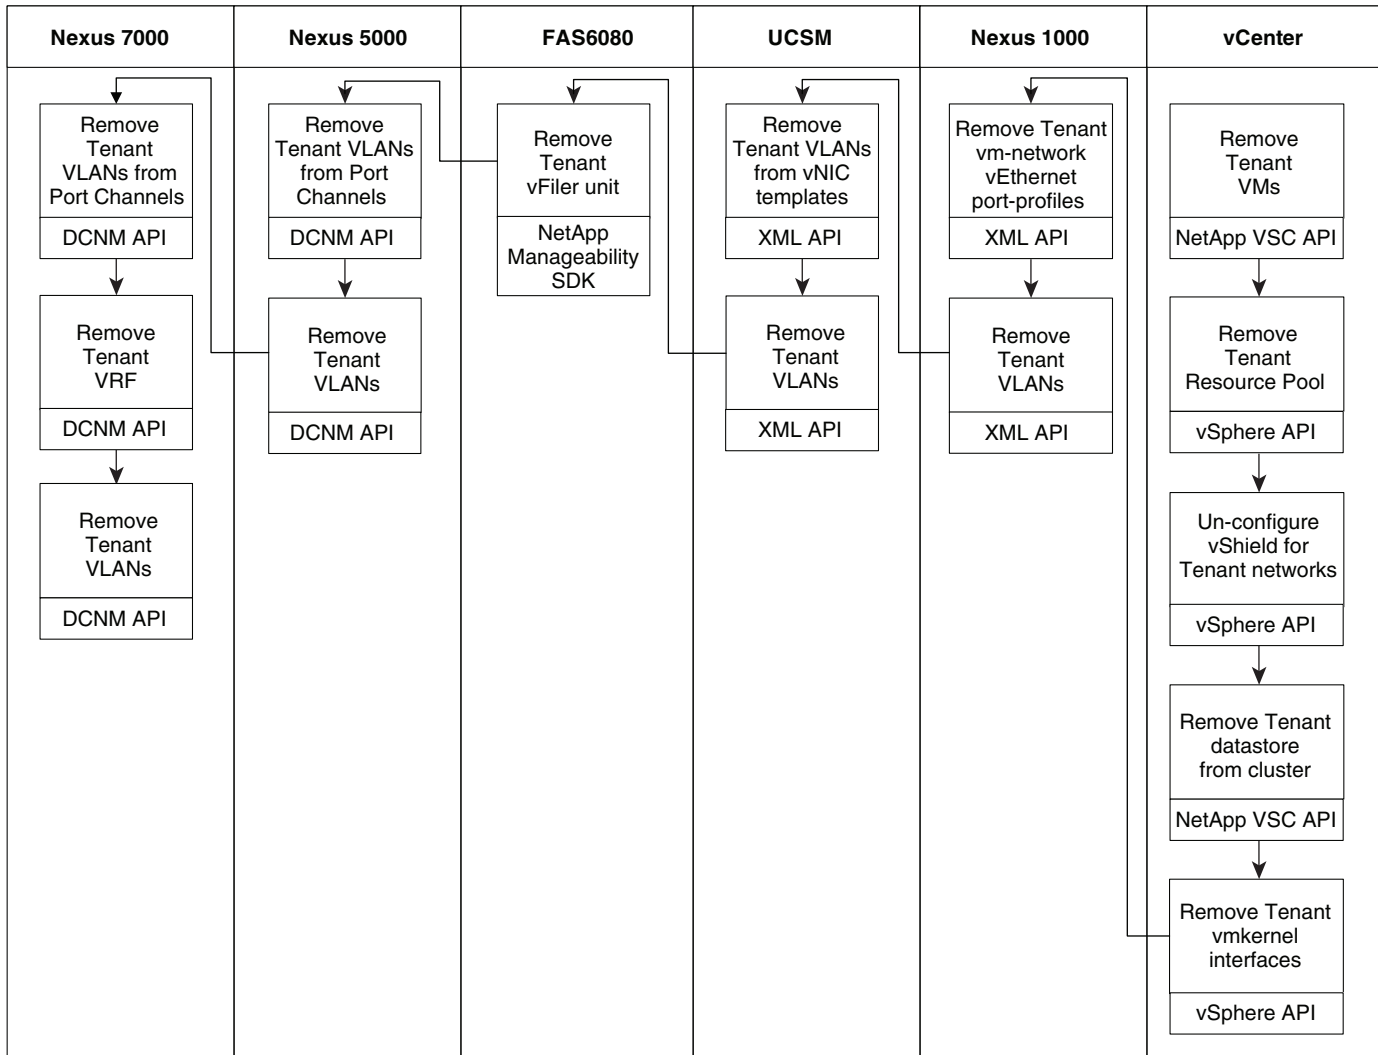 Nexus 7000
Nexus 5000
FAS6080
UCSM
Nexus 1000
vCenter
Remove
Tenant
VLANs from
Port Channels
DCNM API
Remove
Tenant
VRF
DCNM API
Remove
Tenant
VLANs
DCNM API
Remove
Tenant VLANs
from Port
Channels
DCNM API
Remove
Tenant
VLANs
DCNM API
Remove
Tenant
vFiler unit
NetApp
Manageability
SDK
Remove
Tenant VLANs
from vNIC
templates
XML API
Remove
Tenant
VLANs
XML API
Remove Tenant
vm-network
vEthernet
port-profiles
XML API
Remove
Tenant
VLANs
XML API
Remove
Tenant
VMs
NetApp VSC API
Remove
Tenant
Resource Pool
vSphere API
Un-configure
vShield for
Tenant networks
vSphere API
Remove Tenant
datastore
from cluster
NetApp VSC API
Remove Tenant
vmkernel
interfaces
vSphere API